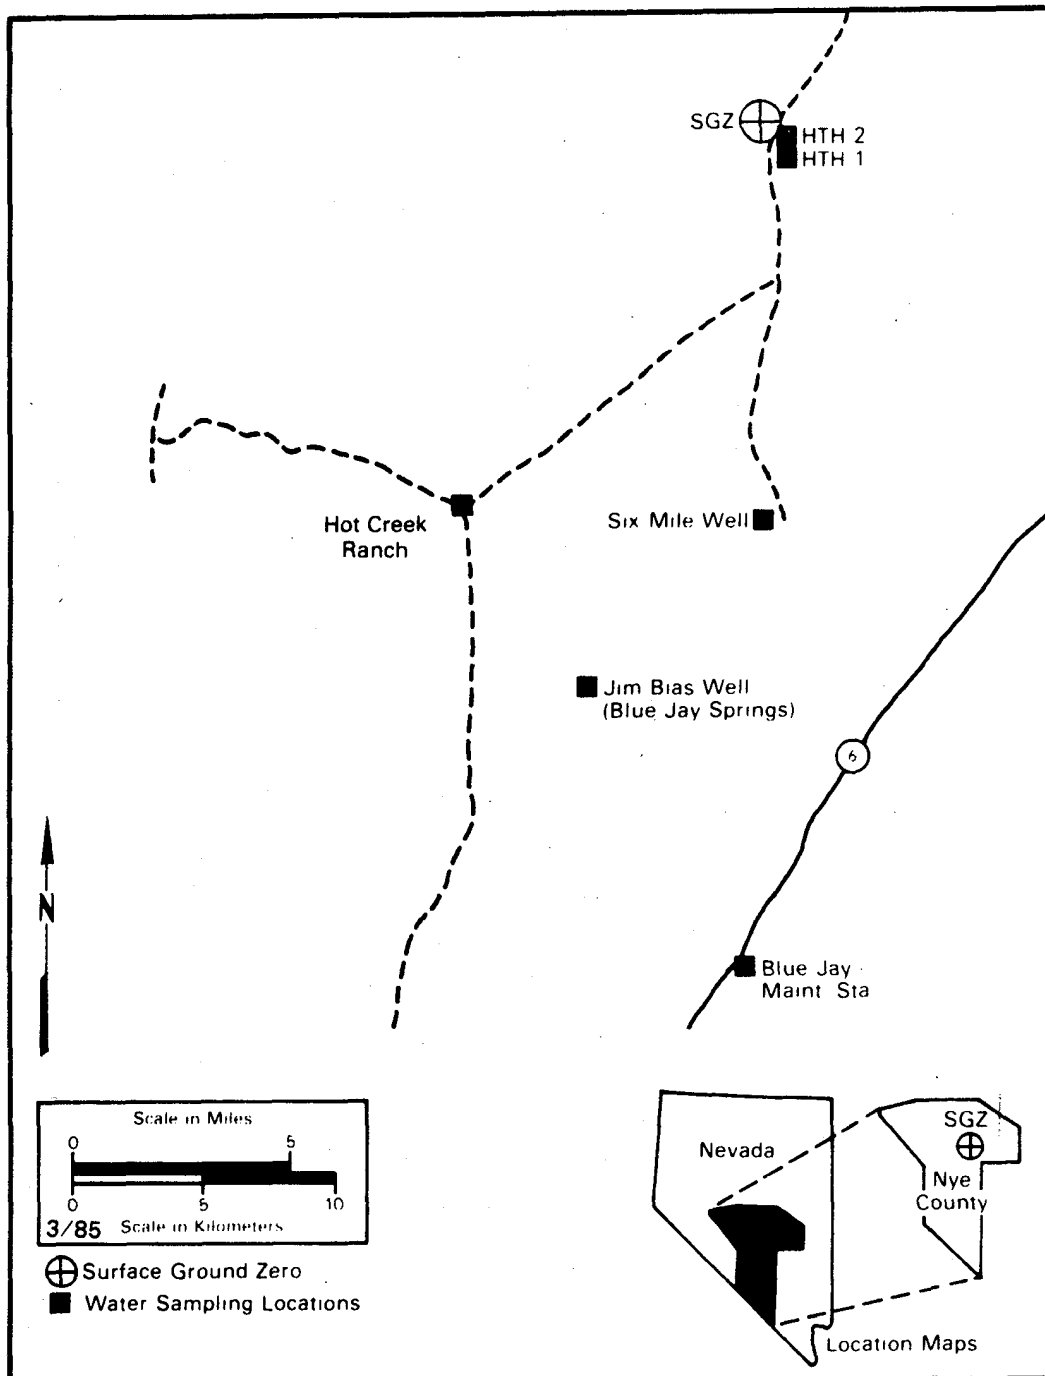 SGZ
HTH 2
HTH 1
Hot Creek
Ranch
Six Mile Well
Jim Bias Well
(Blue Jay Springs)
6
N
Blue Jay
Maint Sta
Scale in Miles
0 5
0 5 10
3/85 Scale in Kilometers
Surface Ground Zero
Water Sampling Locations
Nevada
SGZ
Nye
County
Location Maps